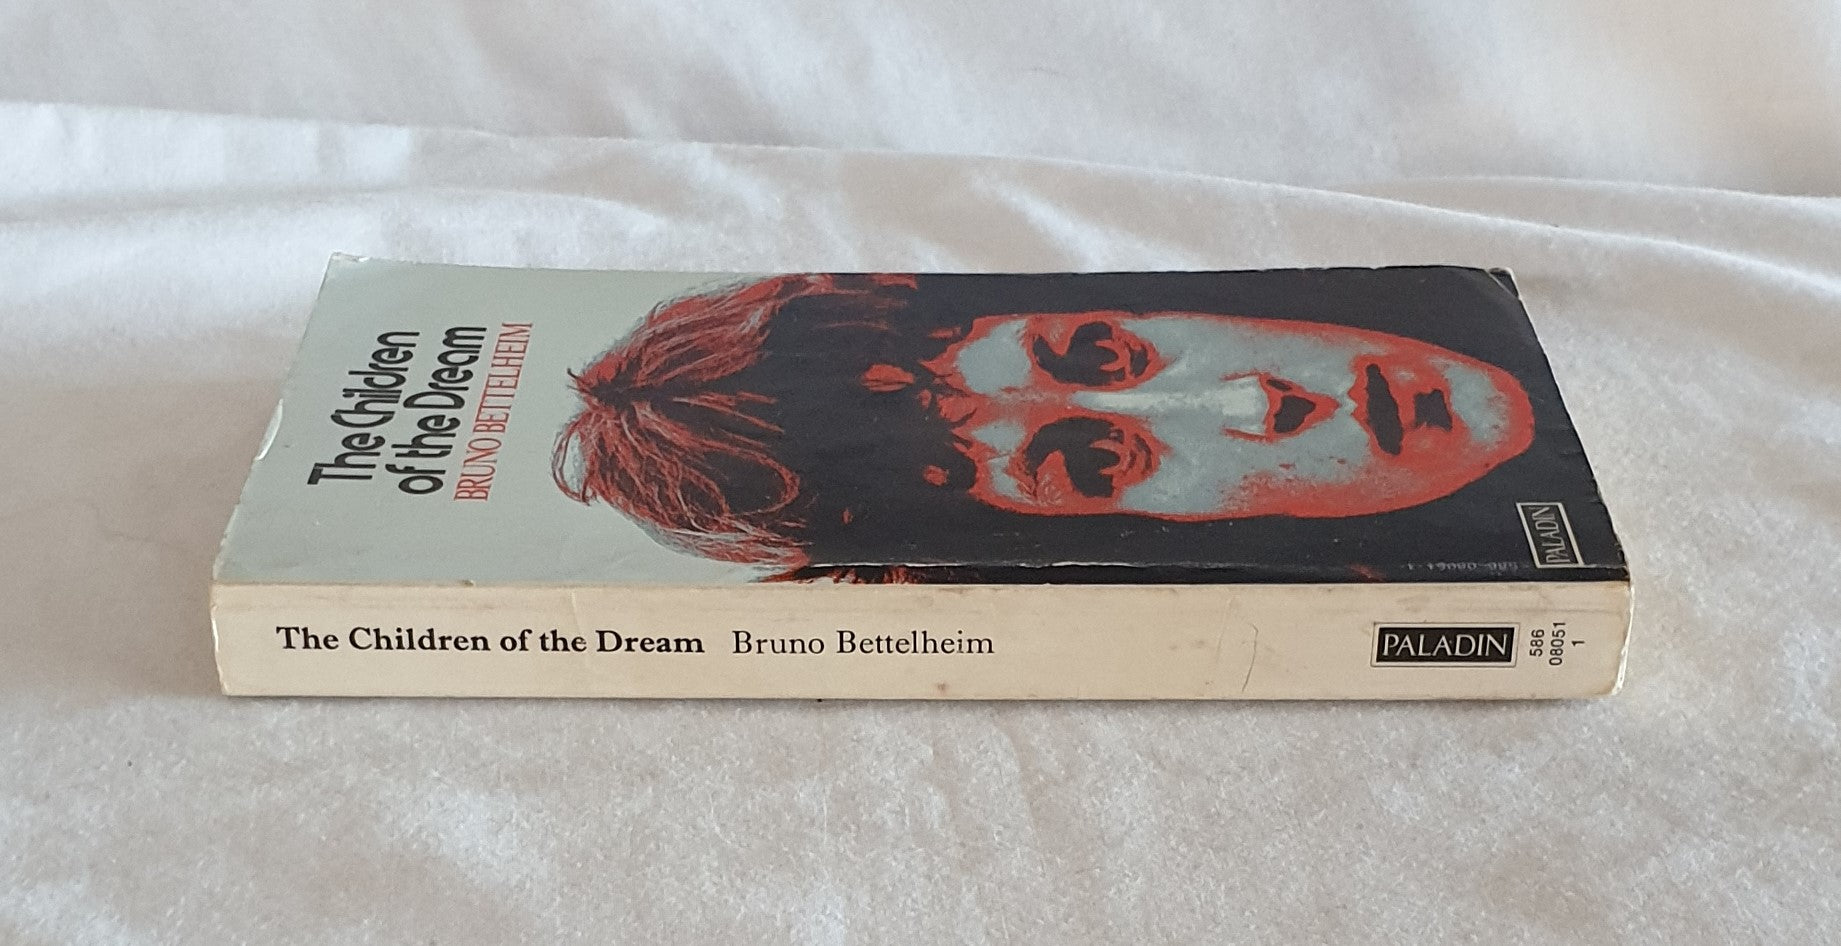 The Children
of the Dream
BRUNO BETTELHEIM
PALADIN
The Children of the Dream Bruno Bettelheim
PALADIN
586
08051
1